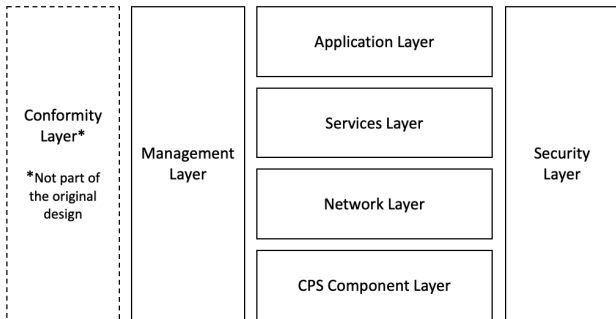 Conformity
Layer*
*Not part of
the original
design
Management
Layer
Application Layer
Services Layer
Network Layer
CPS Component Layer
Security
Layer